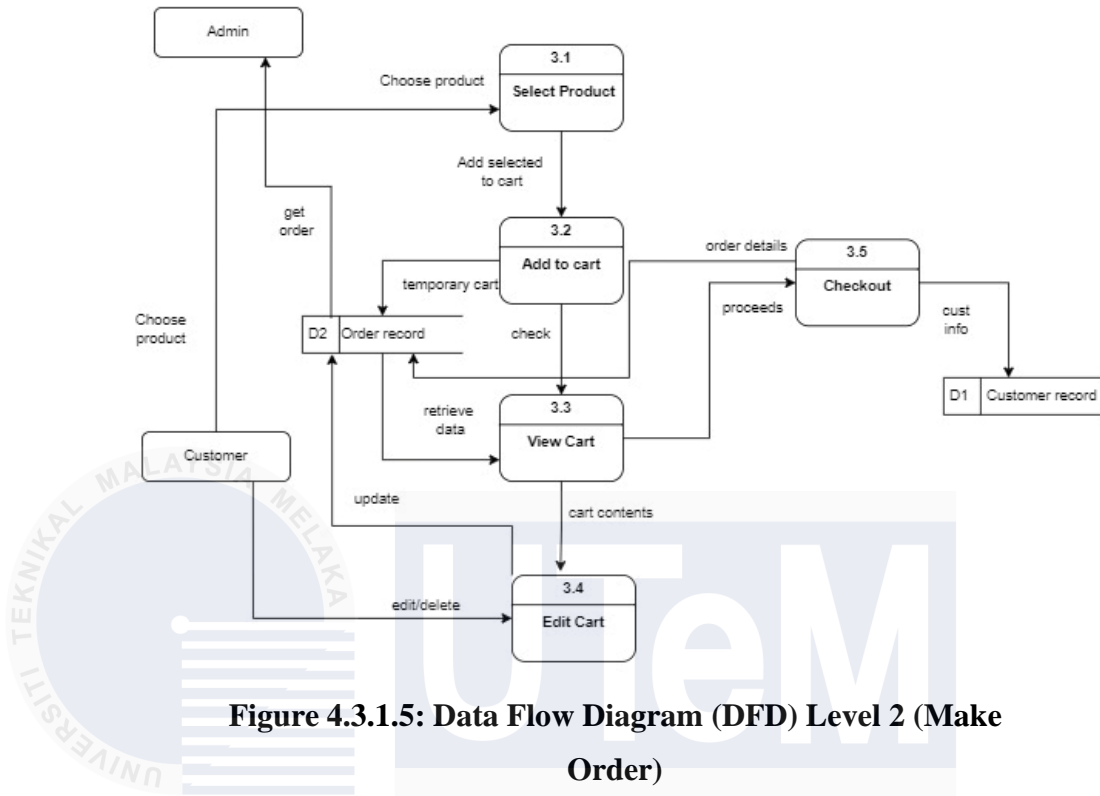 Admin
3.1
Select Product
Choose product
Add selected
to cart
get
order
3.2
Add to cart
order details
3.5
Checkout
temporary cart
Choose
product
D2 Order record
check
proceeds
cust
info
D1 Customer record
retrieve
data
3.3
View Cart
Customer
update
cart contents
3.4
Edit Cart
edit/delete
UNIVERSITI TEKNIKAL MALAYSIA MELAKA
UTeM
Figure 4.3.1.5: Data Flow Diagram (DFD) Level 2 (Make
Order)